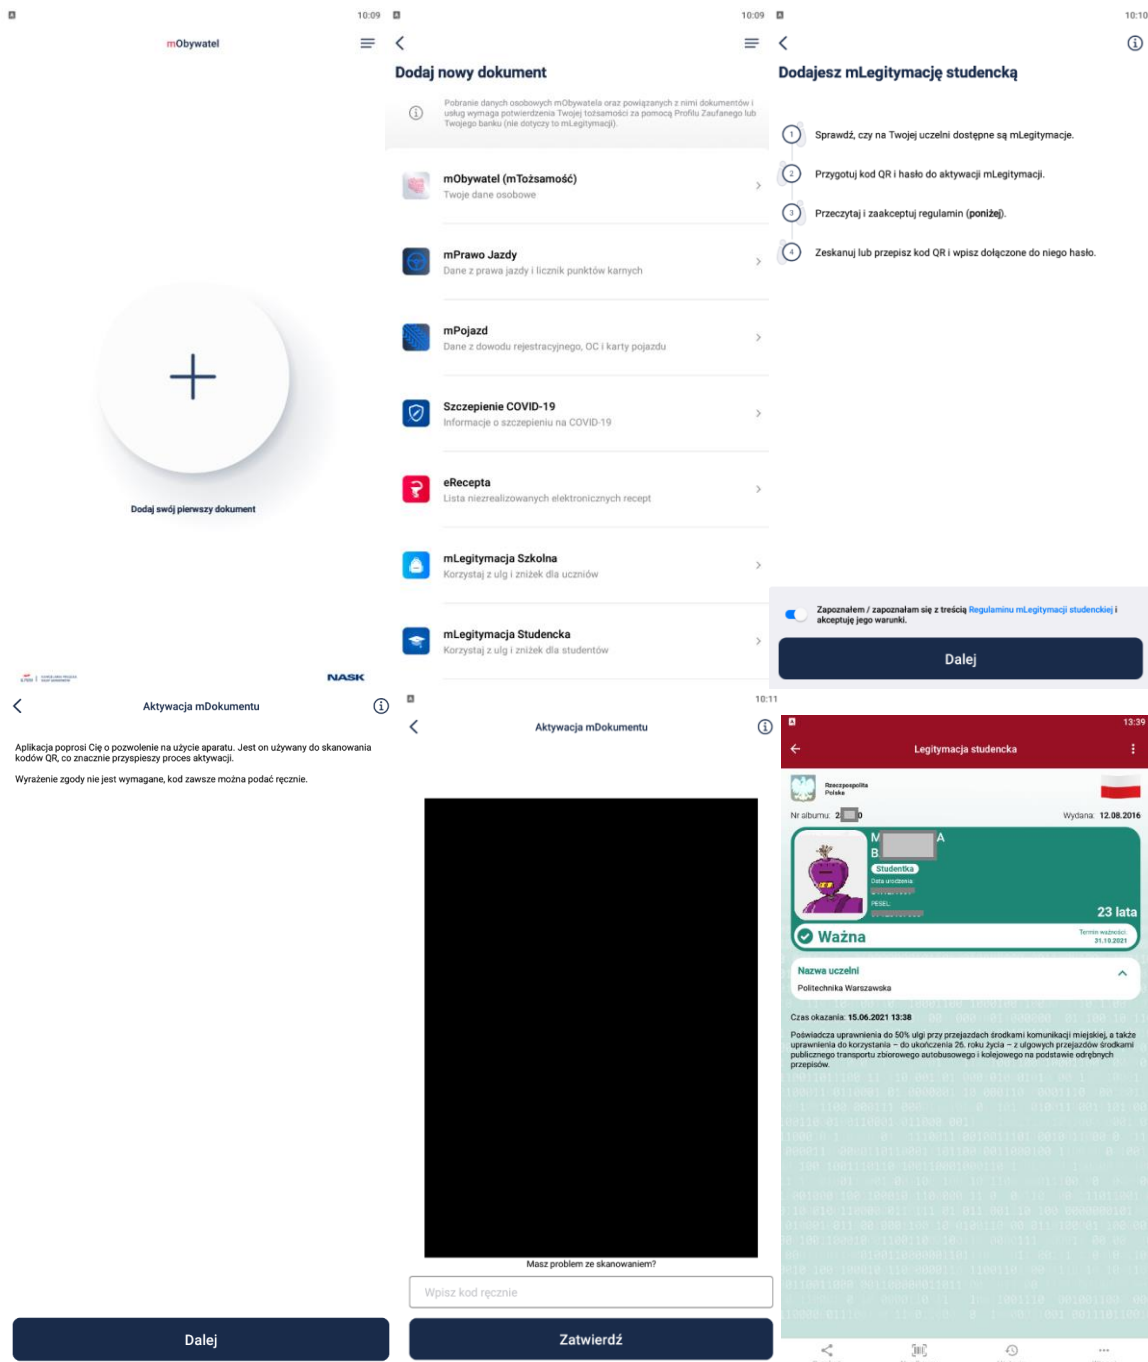 10:09
mObywatel
Dodaj swój pierwszy dokument
NASK
10:09
Dodaj nowy dokument
Pobranie danych osobowych mObywatela oraz powiązanych z nimi dokumentów i
usług wymaga potwierdzenia Twojej tożsamości za pomocą Profilu Zaufanego lub
Twojego banku (nie dotyczy to mLegitymacji).
mObywatel (mTożsamość)
Twoje dane osobowe
mPrawo Jazdy
Dane z prawa jazdy i licznik punktów karnych
mPojazd
Dane z dowodu rejestracyjnego, OC i karty pojazdu
Szczepienie COVID-19
Informacje o szczepieniu na COVID-19
eRecepta
Lista niezrealizowanych elektronicznych recept
mLegitymacja Szkolna
Korzystaj z ulg i zniżek dla uczniów
mLegitymacja Studencka
Korzystaj z ulg i zniżek dla studentów
10:10
Dodajesz mLegitymację studencką
1 Sprawdź, czy na Twojej uczelni dostępne są mLegitymacje.
2 Przygotuj kod QR i hasło do aktywacji mLegitymacji.
3 Przeczytaj i zaakceptuj regulamin (poniżej).
4 Zeskanuj lub przepisz kod QR i wpisz dołączone do niego hasło.
Zapoznałem / zapoznałam się z treścią Regulaminu mLegitymacji studenckiej i
akceptuję jego warunki.
Dalej
Aktywacja mDokumentu
Aplikacja poprosi Cię o pozwolenie na użycie aparatu. Jest on używany do skanowania
kodów QR, co znacznie przyspieszy proces aktywacji.
Wyrażenie zgody nie jest wymagane, kod zawsze można podać ręcznie.
Dalej
10:11
Aktywacja mDokumentu
Masz problem ze skanowaniem?
Wpisz kod ręcznie
Zatwierdź
13:39
Legitymacja studencka
Rzeczpospolita
Polska
Nr albumu: 2 0
Wydana: 12.08.2016
M A
B
Studentka
Data urodzenia:
PESEL:
23 lata
Ważna
Termin ważności:
31.10.2021
Nazwa uczelni
Politechnika Warszawska
Czas okazania: 15.06.2021 13:38
Poświadcza uprawnienia do 50% ulgi przy przejazdach środkami komunikacji miejskiej, a także
uprawnienia do korzystania – do ukończenia 26. roku życia – z ulgowych przejazdów środkami
publicznego transportu zbiorowego autobusowego i kolejowego na podstawie odrębnych
przepisów.